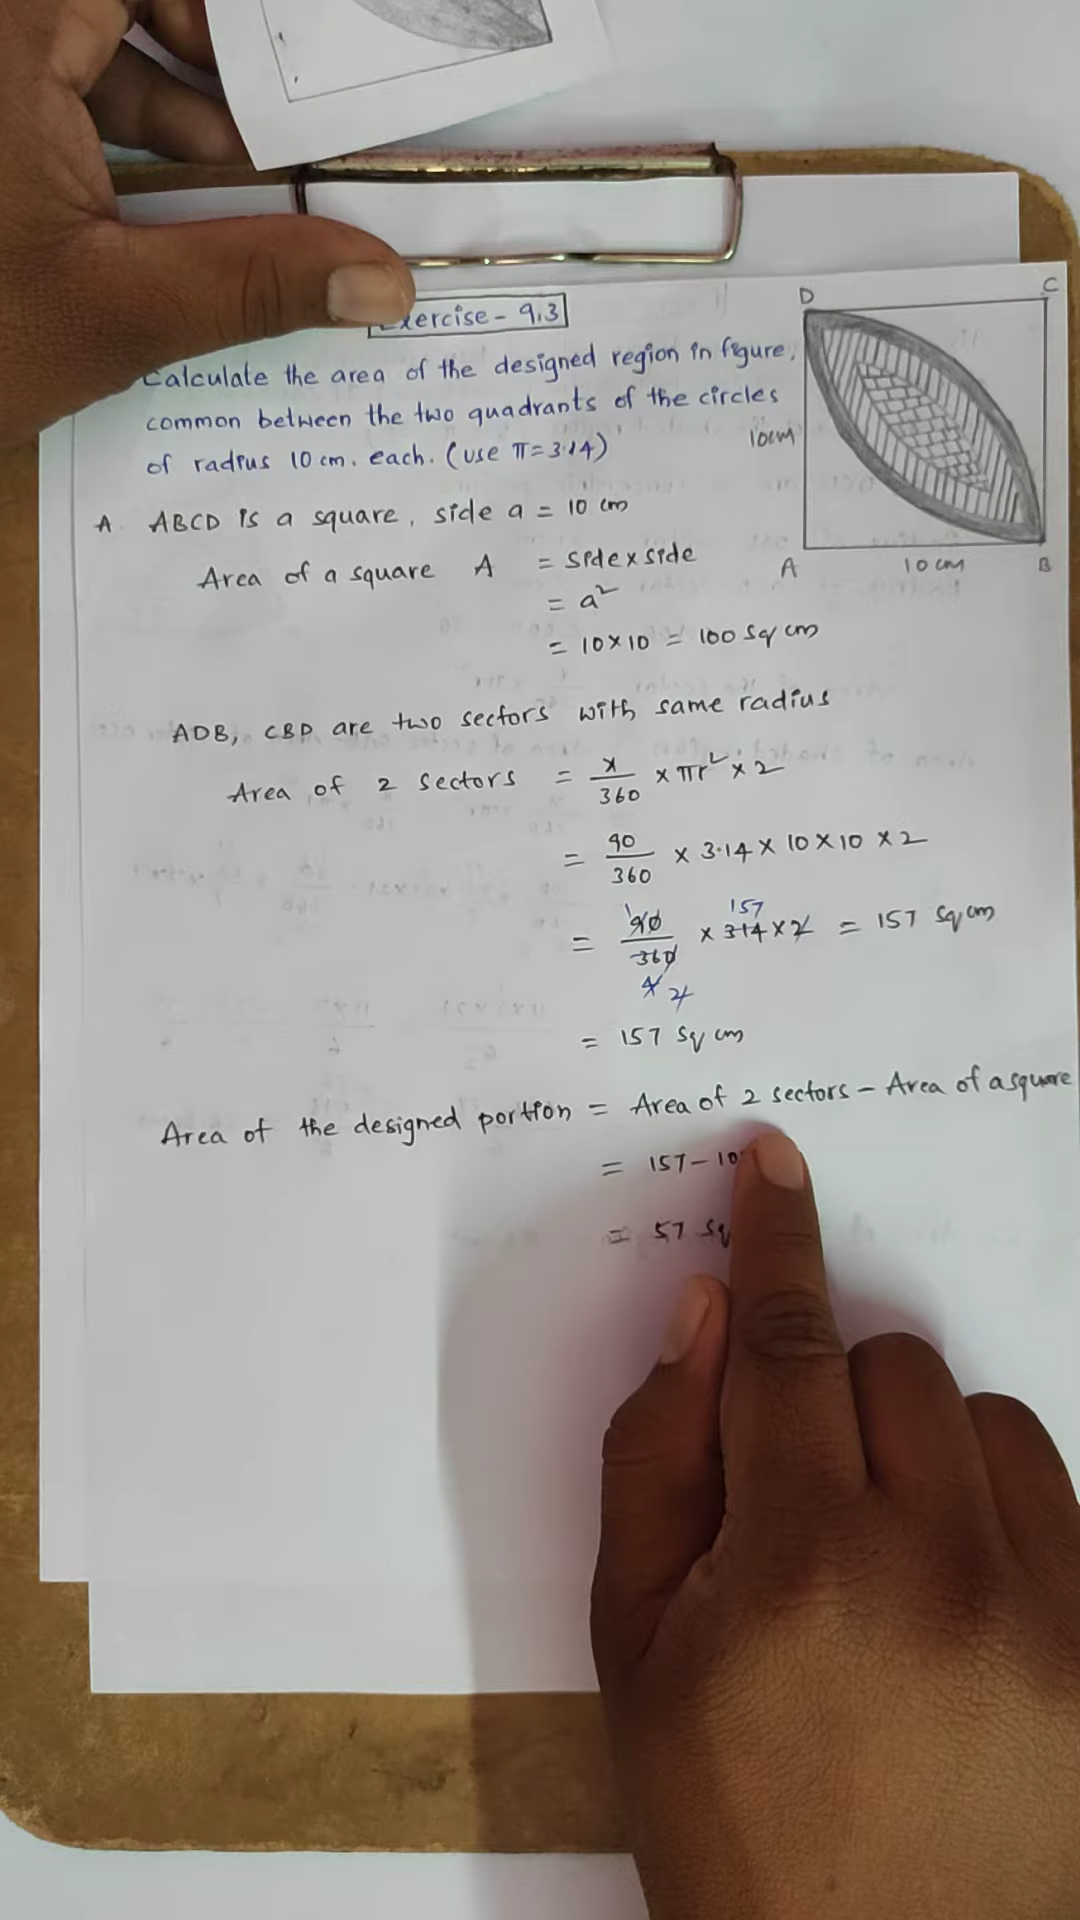 Exercise - 9.3
Calculate the area of the designed region in figure,
common between the two quadrants of the circles
of radius 10 cm. each. (use π = 3.14)
D
C
10cm
A
10 cm
B
A. ABCD is a square, side a = 10 cm
Area of a square A = side x side
= a²
= 10 x 10 = 100 sq cm
ADB, CBD are two sectors with same radius
Area of 2 sectors = x/360 x πr² x 2
= 90/360 x 3.14 x 10 x 10 x 2
= 90/360 x 314 x 2 = 157 sq cm
1 157
4 2
= 157 sq cm
Area of the designed portion = Area of 2 sectors - Area of a square
= 157 - 10
= 57 sq